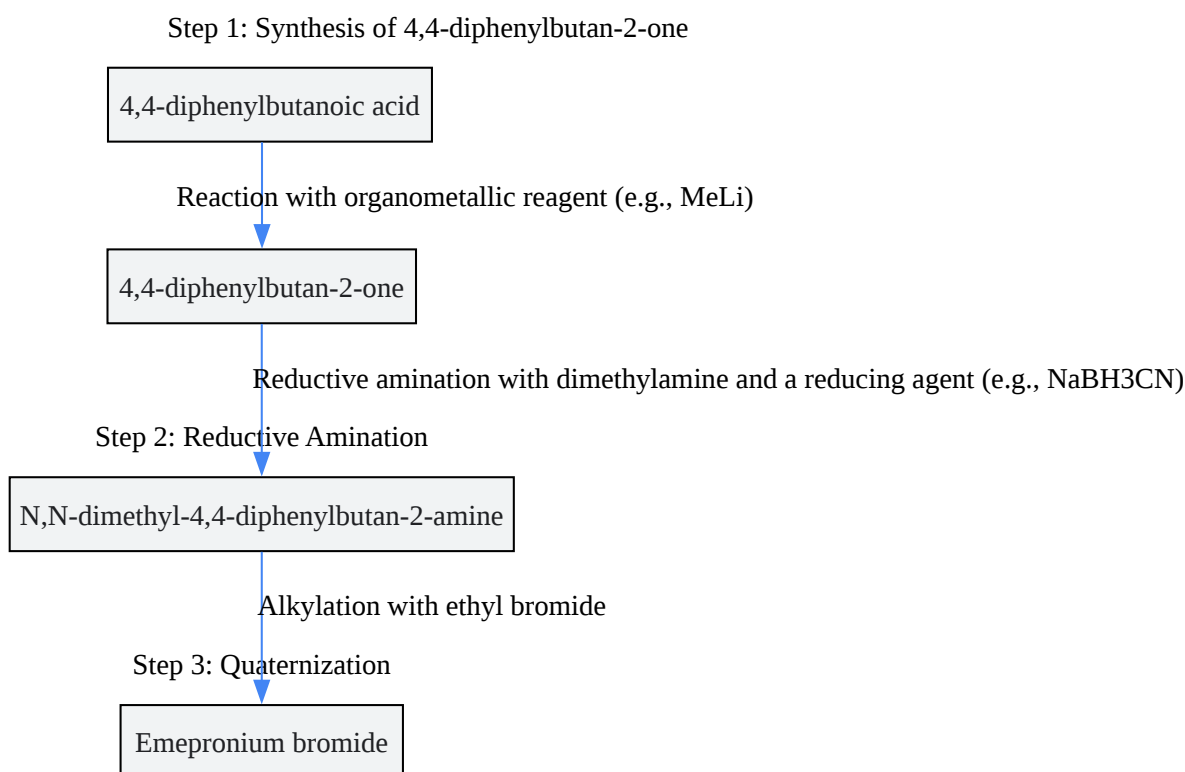 Step 1: Synthesis of 4,4-diphenylbutan-2-one
4,4-diphenylbutanoic acid
Reaction with organometallic reagent (e.g., MeLi)
4,4-diphenylbutan-2-one
Reductive amination with dimethylamine and a reducing agent (e.g., NaBH3CN)
Step 2: Reductive Amination
N,N-dimethyl-4,4-diphenylbutan-2-amine
Alkylation with ethyl bromide
Step 3: Quaternization
Emepronium bromide